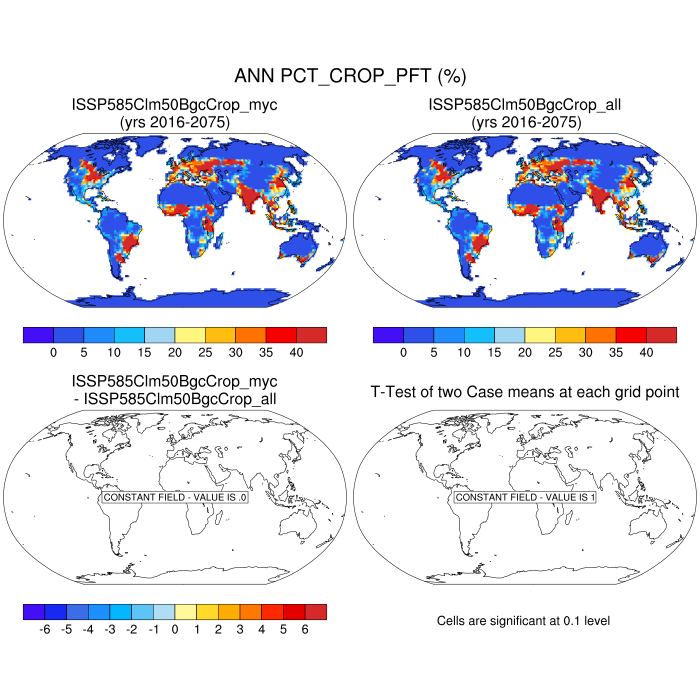 ANN PCT_CROP_PFT (%)
ISSP585Clm50BgcCrop_myc
(yrs 2016-2075)
ISSP585Clm50BgcCrop_all
(yrs 2016-2075)
0 5 10 15 20 25 30 35 40
0 5 10 15 20 25 30 35 40
ISSP585Clm50BgcCrop_myc
- ISSP585Clm50BgcCrop_all
T-Test of two Case means at each grid point
CONSTANT FIELD - VALUE IS .0
CONSTANT FIELD - VALUE IS 1
-6 -5 -4 -3 -2 -1 0 1 2 3 4 5 6
Cells are significant at 0.1 level